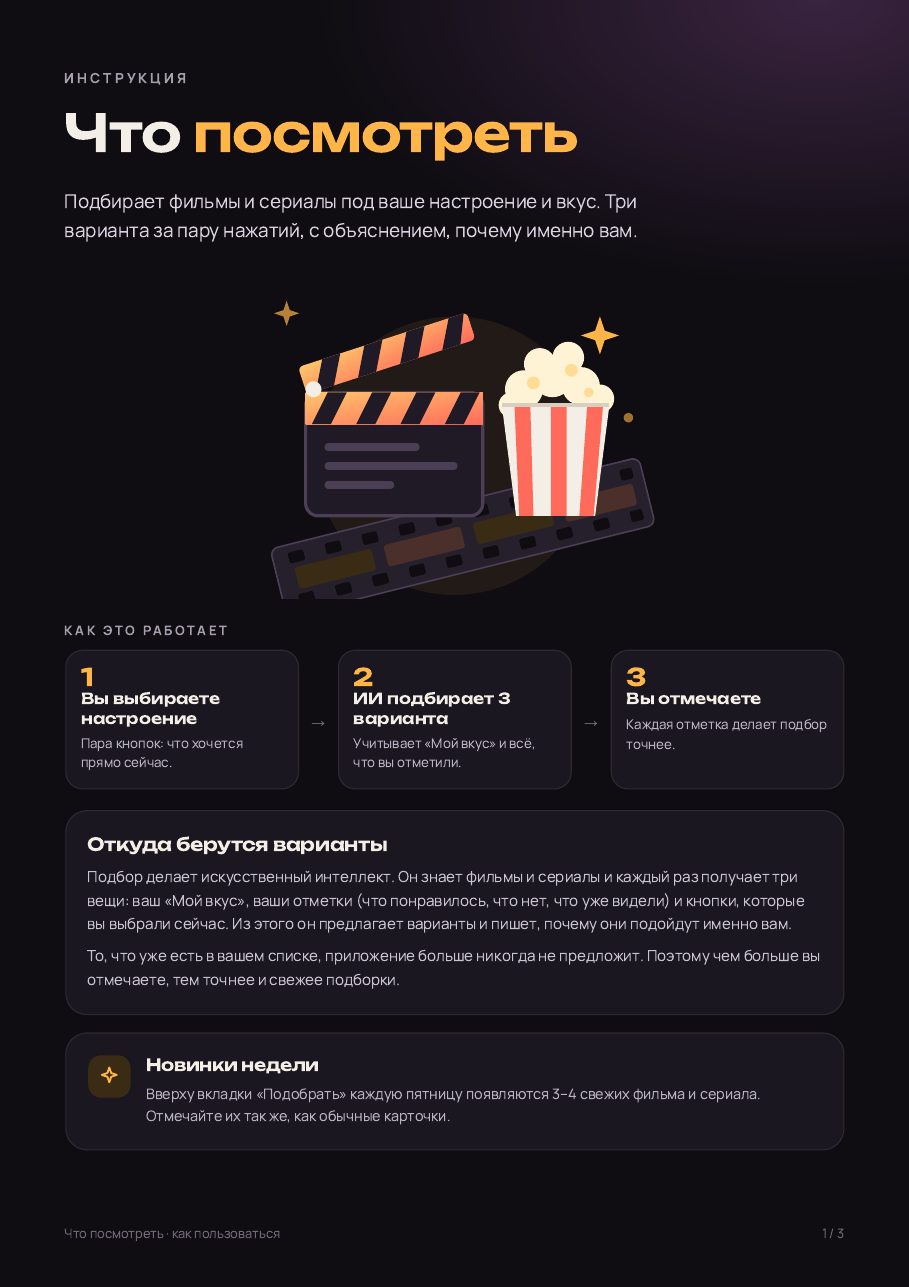 ИНСТРУКЦИЯ
Что посмотреть
Подбирает фильмы и сериалы под ваше настроение и вкус. Три
варианта за пару нажатий, с объяснением, почему именно вам.
КАК ЭТО РАБОТАЕТ
1
Вы выбираете
настроение
Пара кнопок: что хочется
прямо сейчас.
→
2
ИИ подбирает 3
варианта
Учитывает «Мой вкус» и всё,
что вы отметили.
→
3
Вы отмечаете
Каждая отметка делает подбор
точнее.
Откуда берутся варианты
Подбор делает искусственный интеллект. Он знает фильмы и сериалы и каждый раз получает три
вещи: ваш «Мой вкус», ваши отметки (что понравилось, что нет, что уже видели) и кнопки, которые
вы выбрали сейчас. Из этого он предлагает варианты и пишет, почему они подойдут именно вам.
То, что уже есть в вашем списке, приложение больше никогда не предложит. Поэтому чем больше вы
отмечаете, тем точнее и свежее подборки.
Новинки недели
Вверху вкладки «Подобрать» каждую пятницу появляются 3–4 свежих фильма и сериала.
Отмечайте их так же, как обычные карточки.
Что посмотреть · как пользоваться
1 / 3